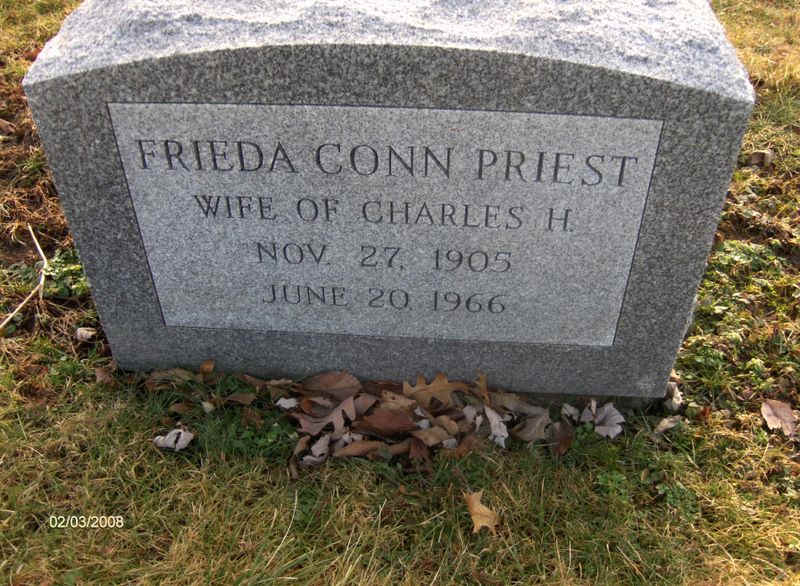 FRIEDA CONN PRIEST
WIFE OF CHARLES H.
NOV. 27, 1905
JUNE 20, 1966
02/03/2008